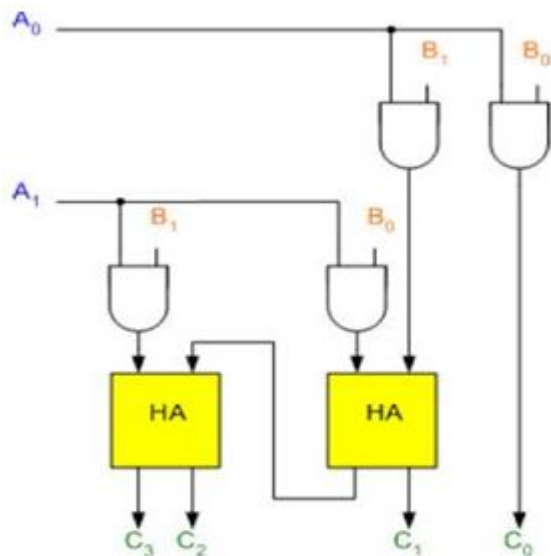 A₀
B₁ B₀
A₁
B₁ B₀
HA HA
C₃ C₂ C₁ C₀